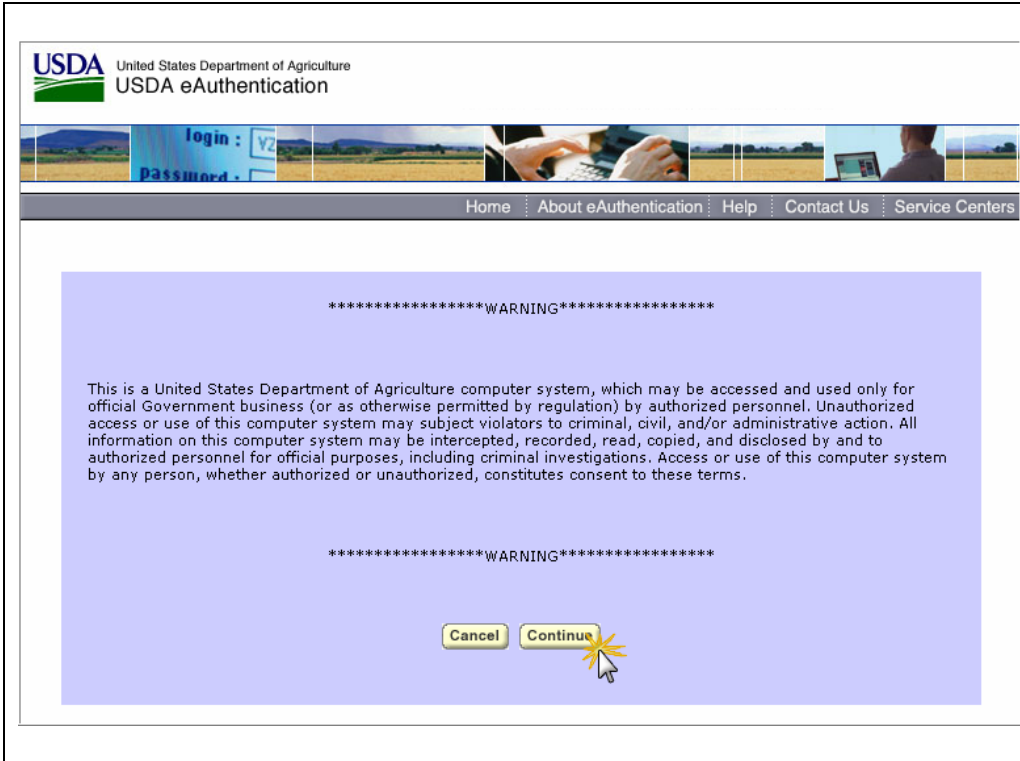 USDA United States Department of Agriculture
USDA eAuthentication
login : YZ
password :
Home About eAuthentication Help Contact Us Service Centers
*****************WARNING*****************
This is a United States Department of Agriculture computer system, which may be accessed and used only for
official Government business (or as otherwise permitted by regulation) by authorized personnel. Unauthorized
access or use of this computer system may subject violators to criminal, civil, and/or administrative action. All
information on this computer system may be intercepted, recorded, read, copied, and disclosed by and to
authorized personnel for official purposes, including criminal investigations. Access or use of this computer system
by any person, whether authorized or unauthorized, constitutes consent to these terms.
*****************WARNING*****************
Cancel Continue